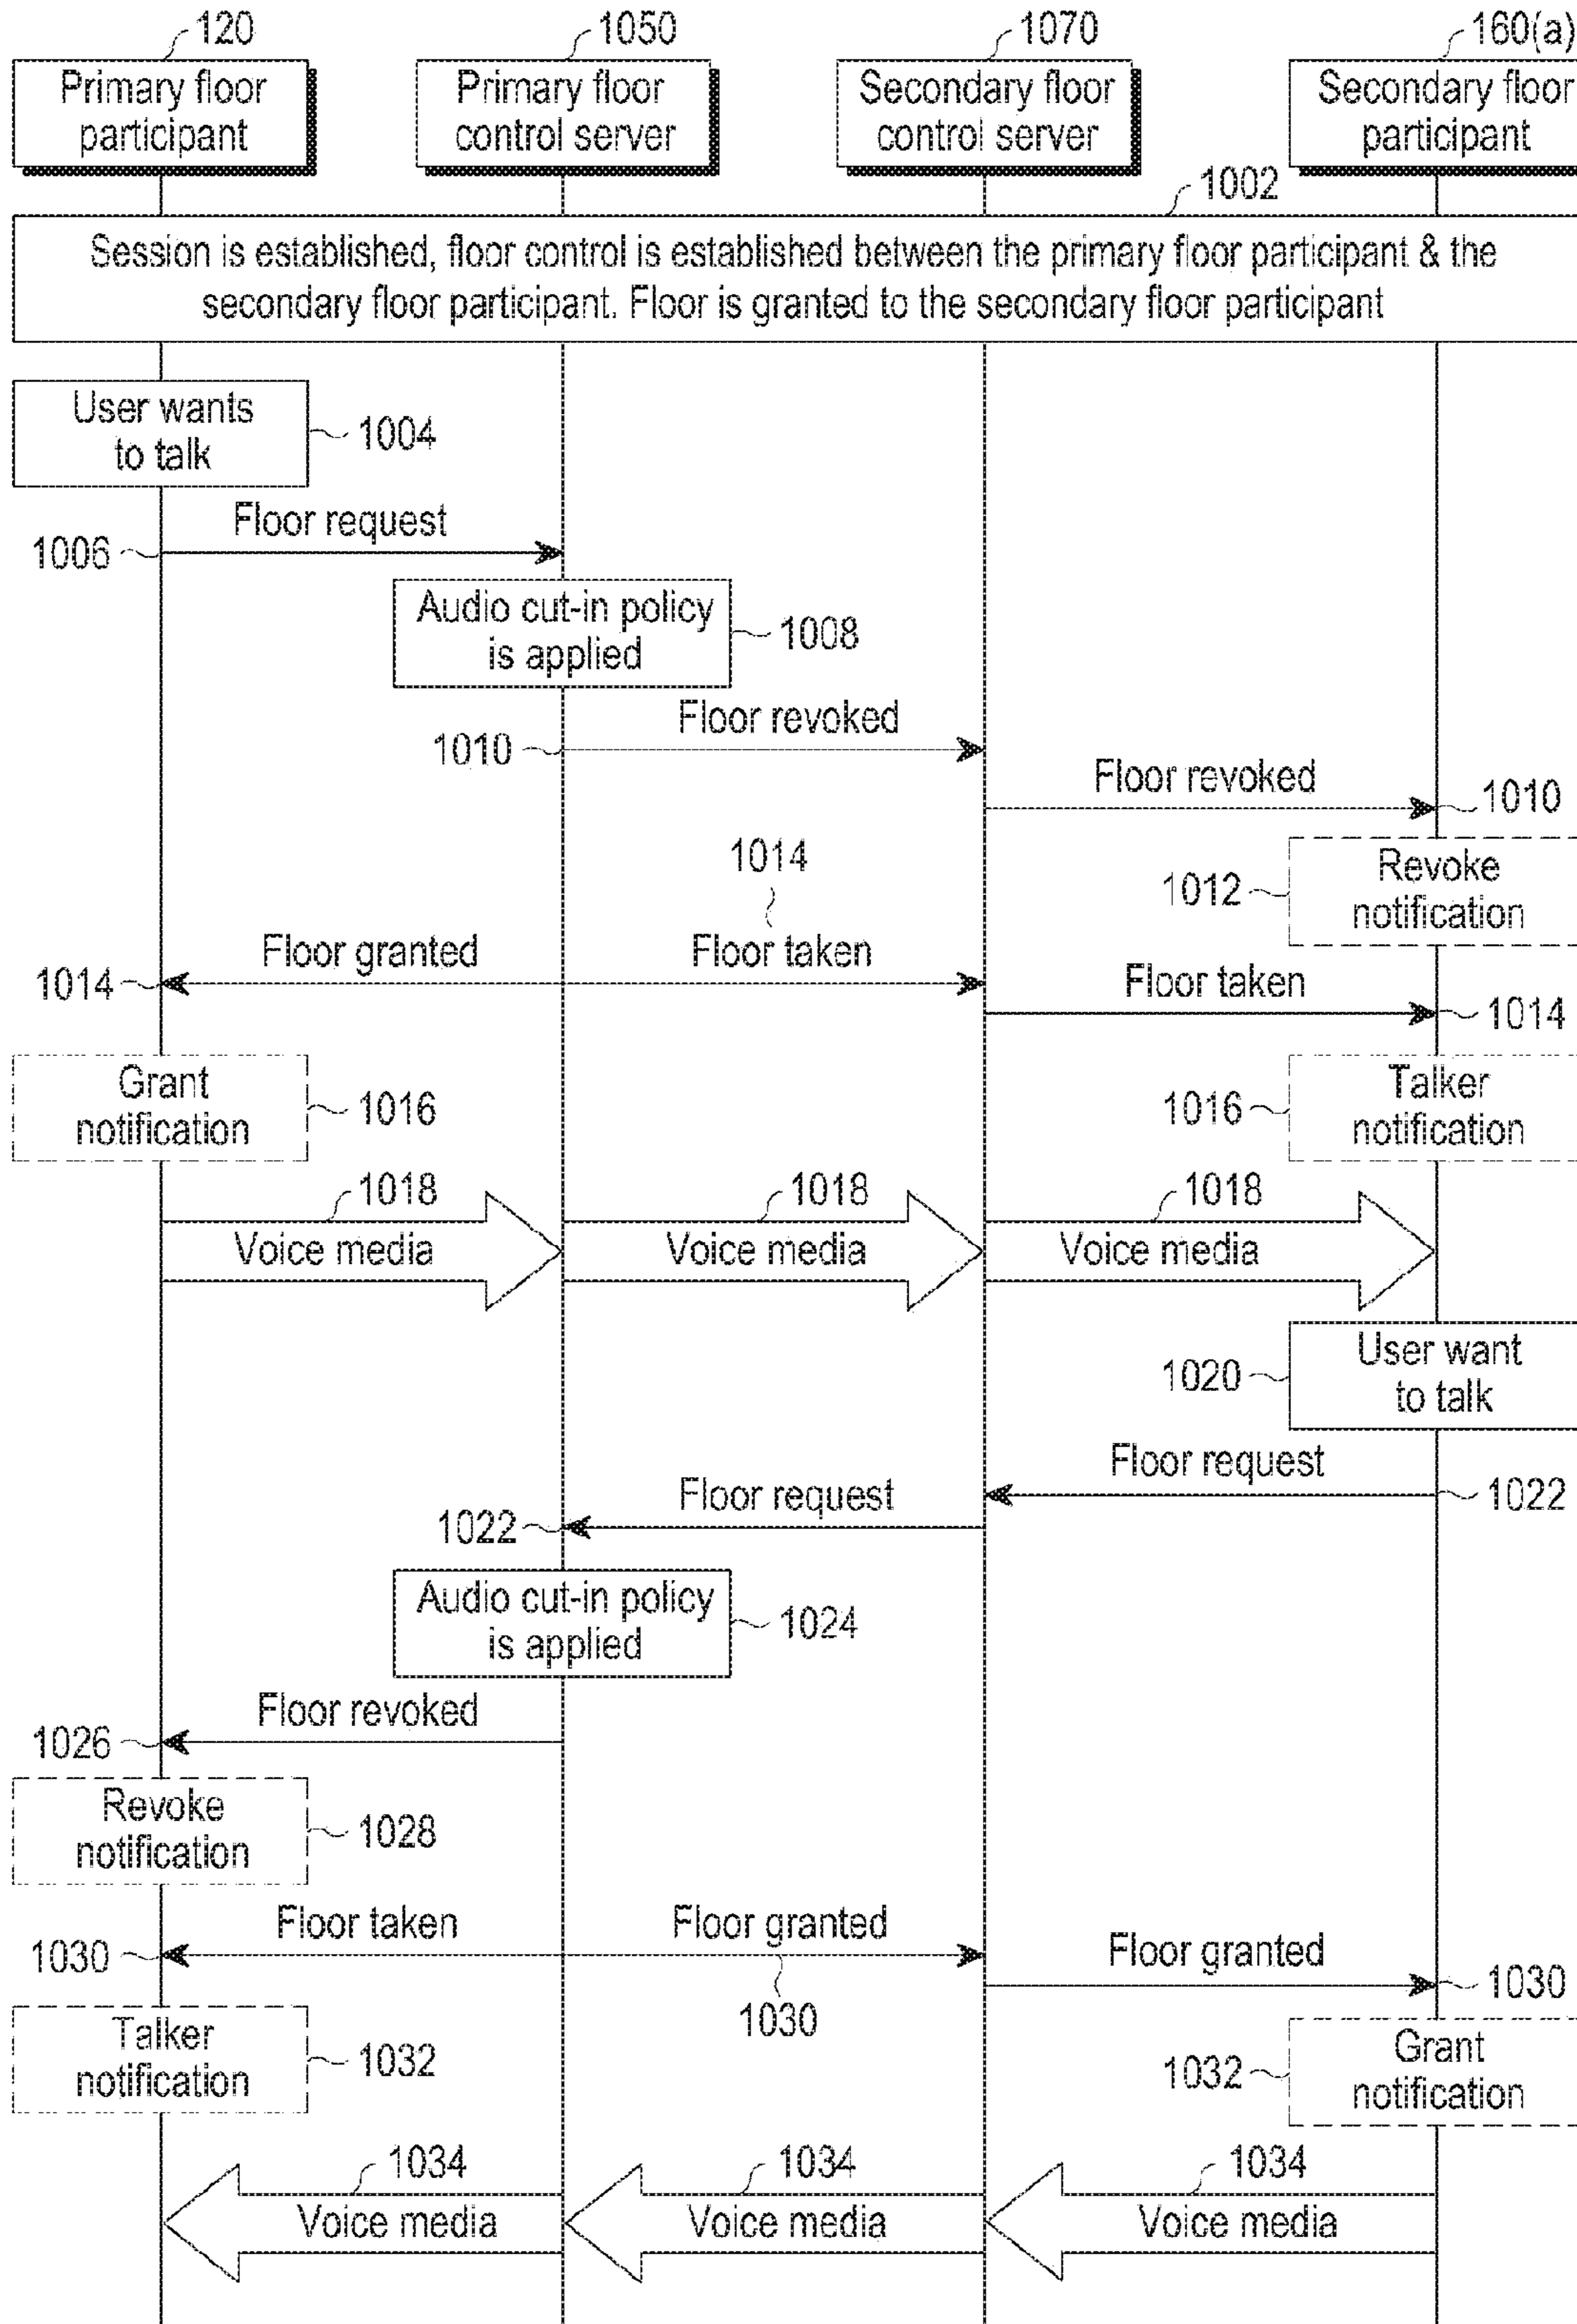 120
1050
1070
160(a)
Primary floor
participant
Primary floor
control server
Secondary floor
control server
Secondary floor
participant
1002
Session is established, floor control is established between the primary floor participant & the
secondary floor participant. Floor is granted to the secondary floor participant
User wants
to talk
1004
Floor request
1006
Audio cut-in policy
is applied
1008
Floor revoked
1010
Floor revoked
1010
Revoke
notification
1012
1014
Floor granted
Floor taken
1014
Floor taken
1014
Grant
notification
1016
Talker
notification
1016
1018
Voice media
1018
Voice media
1018
Voice media
User want
to talk
1020
Floor request
1022
Floor request
1022
Audio cut-in policy
is applied
1024
Floor revoked
1026
Revoke
notification
1028
Floor taken
Floor granted
1030
Floor granted
1030
1030
Talker
notification
1032
Grant
notification
1032
1034
Voice media
1034
Voice media
1034
Voice media